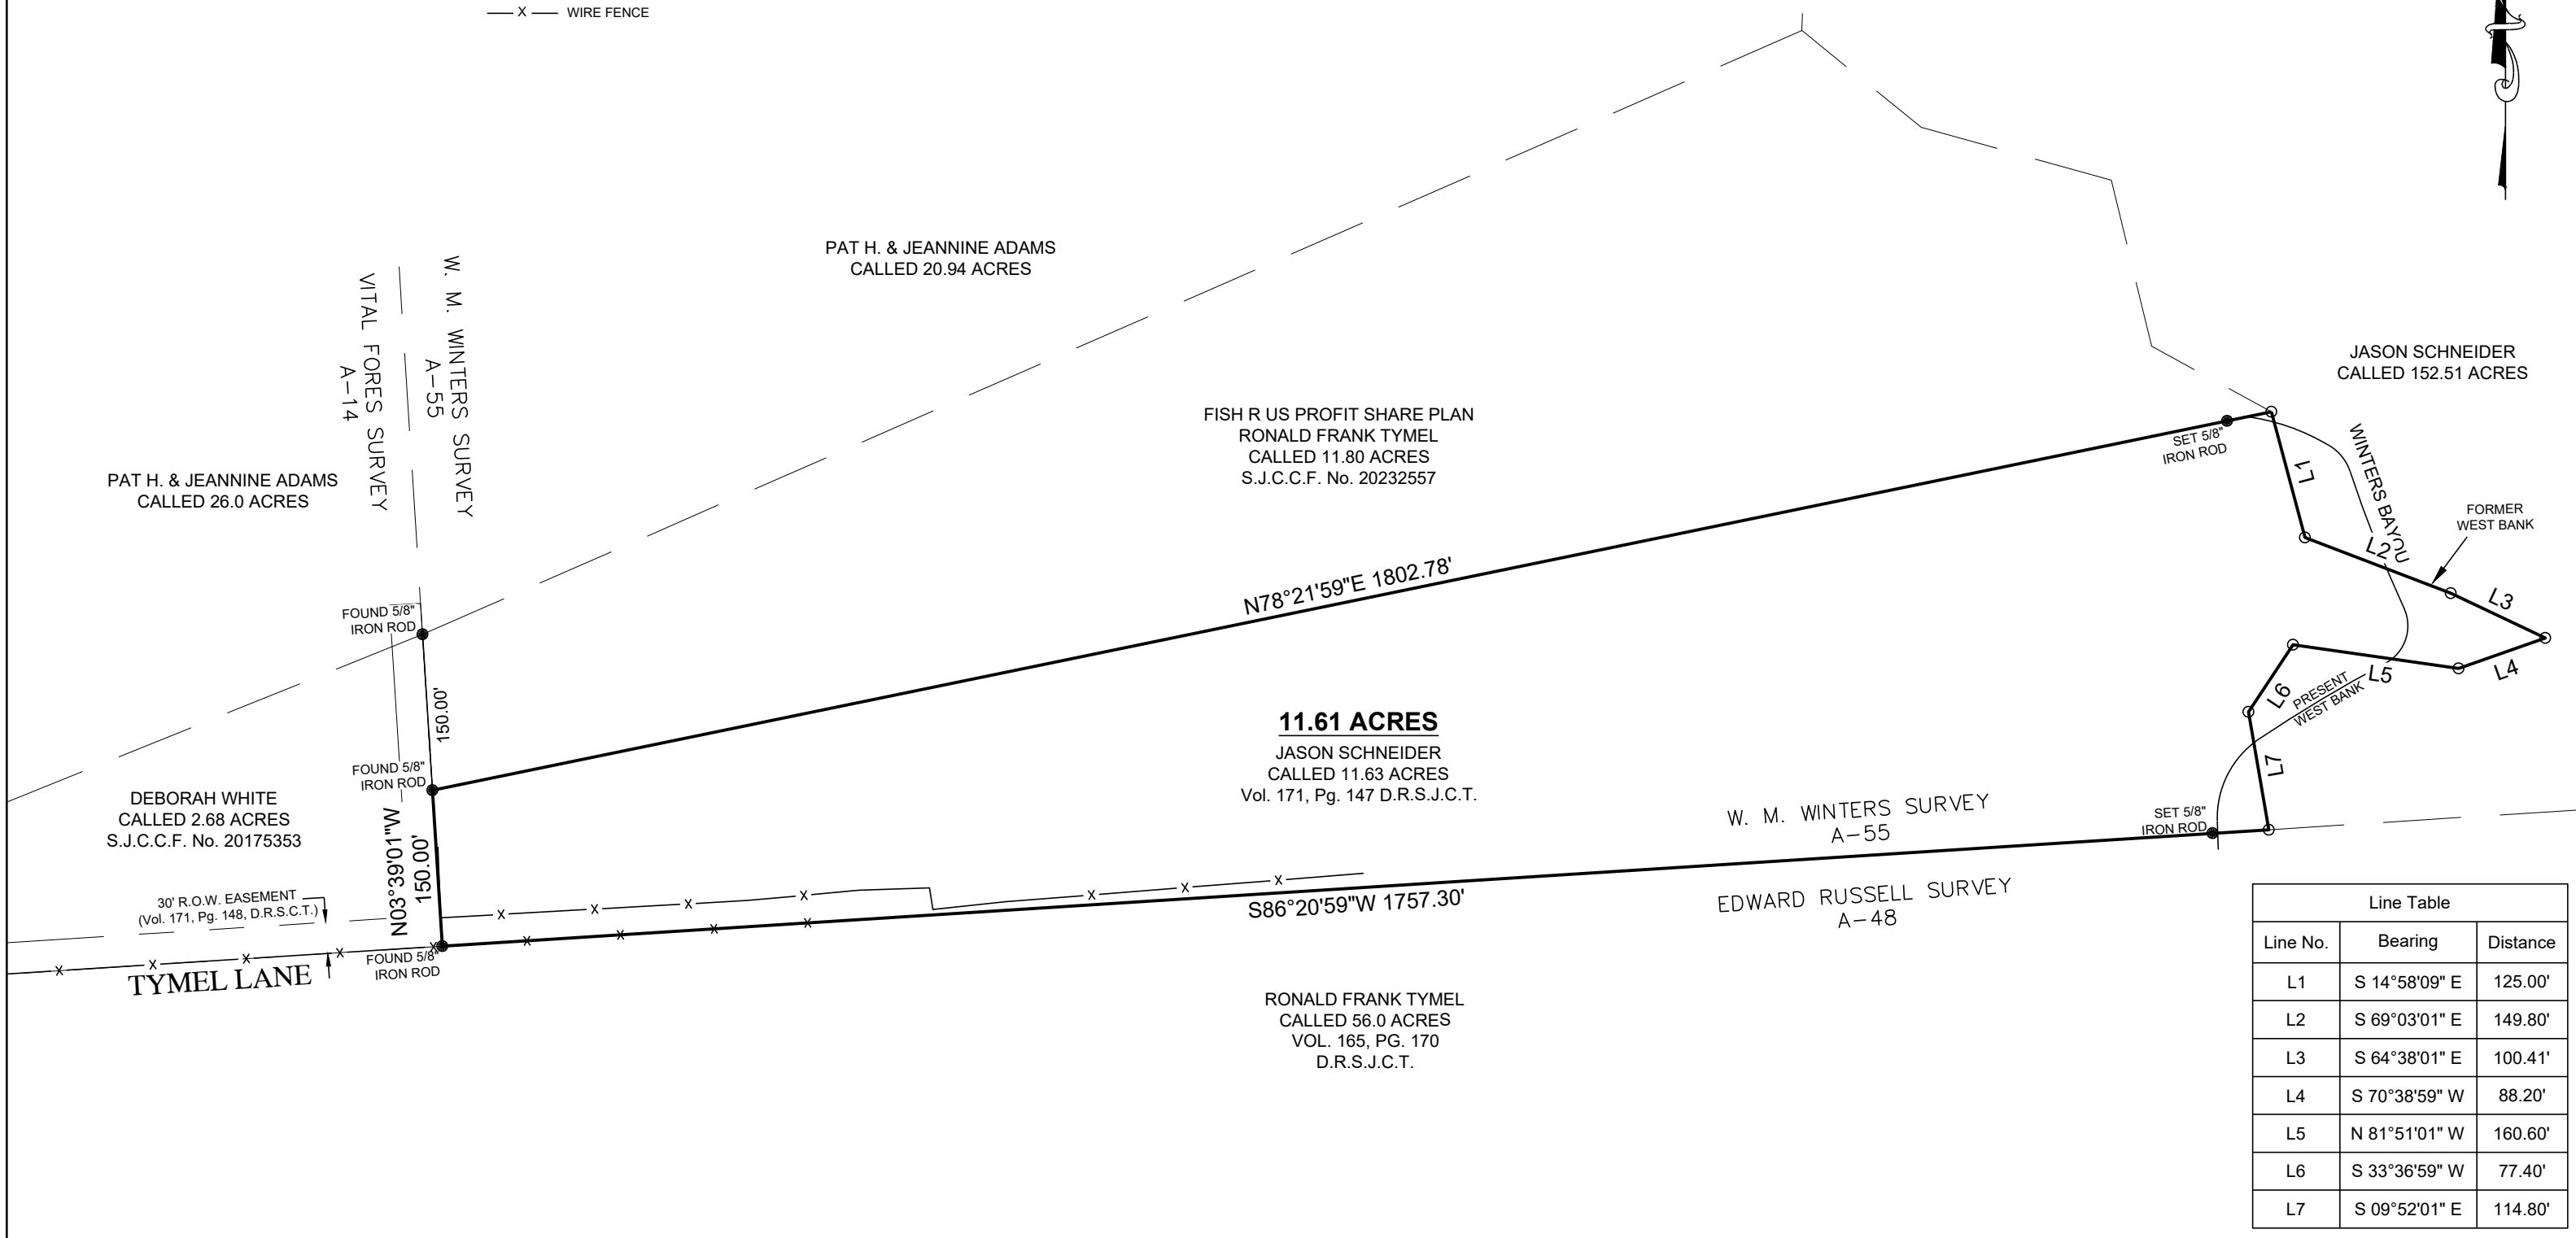 X WIRE FENCE
PAT H. & JEANNINE ADAMS
CALLED 20.94 ACRES
W. M. WINTERS SURVEY
A-55
VITAL FORES SURVEY
A-14
JASON SCHNEIDER
CALLED 152.51 ACRES
FISH R US PROFIT SHARE PLAN
RONALD FRANK TYMEL
CALLED 11.80 ACRES
S.J.C.C.F. No. 20232557
SET 5/8"
IRON ROD
L1
WINTERS BAYOU
PAT H. & JEANNINE ADAMS
CALLED 26.0 ACRES
FORMER
WEST BANK
L2
L3
N78°21'59"E 1802.78'
FOUND 5/8"
IRON ROD
L4
L5
L6
PRESENT
WEST BANK
150.00'
11.61 ACRES
JASON SCHNEIDER
CALLED 11.63 ACRES
Vol. 171, Pg. 147 D.R.S.J.C.T.
L7
FOUND 5/8"
IRON ROD
DEBORAH WHITE
CALLED 2.68 ACRES
S.J.C.C.F. No. 20175353
N03°39'01"W
150.00'
W. M. WINTERS SURVEY
A-55
SET 5/8"
IRON ROD
30' R.O.W. EASEMENT
(Vol. 171, Pg. 148, D.R.S.C.T.)
X X X X X X X
S86°20'59"W 1757.30'
EDWARD RUSSELL SURVEY
A-48
X X X X X X X X X
TYMEL LANE
FOUND 5/8"
IRON ROD
RONALD FRANK TYMEL
CALLED 56.0 ACRES
VOL. 165, PG. 170
D.R.S.J.C.T.
Line Table
Line No. Bearing Distance
L1 S 14°58'09" E 125.00'
L2 S 69°03'01" E 149.80'
L3 S 64°38'01" E 100.41'
L4 S 70°38'59" W 88.20'
L5 N 81°51'01" W 160.60'
L6 S 33°36'59" W 77.40'
L7 S 09°52'01" E 114.80'